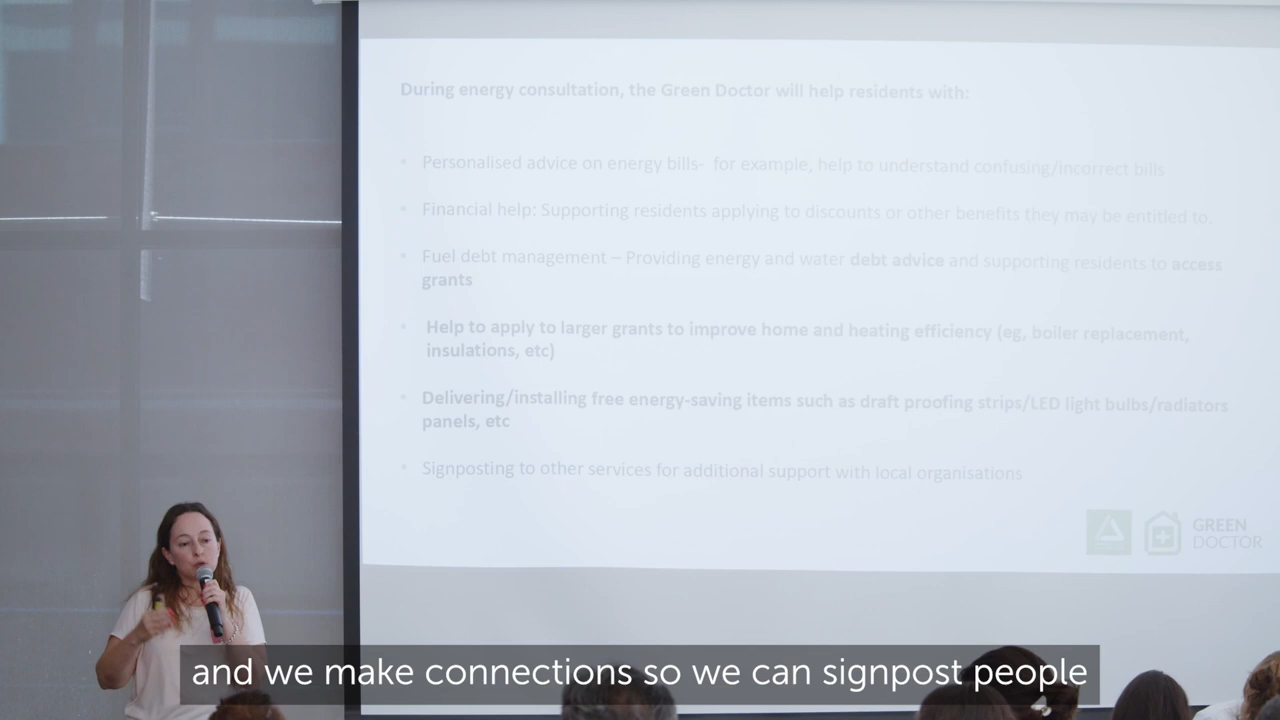 During energy consultation, the Green Doctor will help residents with:
• Personalised advice on energy bills- for example, help to understand confusing/incorrect bills
• Financial help: Supporting residents applying to discounts or other benefits they may be entitled to.
• Fuel debt management – Providing energy and water debt advice and supporting residents to access
grants
• Help to apply to larger grants to improve home and heating efficiency (eg, boiler replacement,
insulations, etc)
• Delivering/installing free energy-saving items such as draft proofing strips/LED light bulbs/radiators
panels, etc
• Signposting to other services for additional support with local organisations
GREEN
DOCTOR
and we make connections so we can signpost people